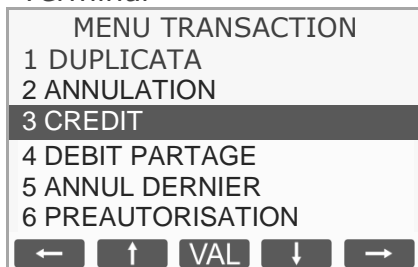 MENU TRANSACTION
1 DUPLICATA
2 ANNULATION
3 CREDIT
4 DEBIT PARTAGE
5 ANNUL DERNIER
6 PREAUTORISATION
← ↑ VAL ↓ →